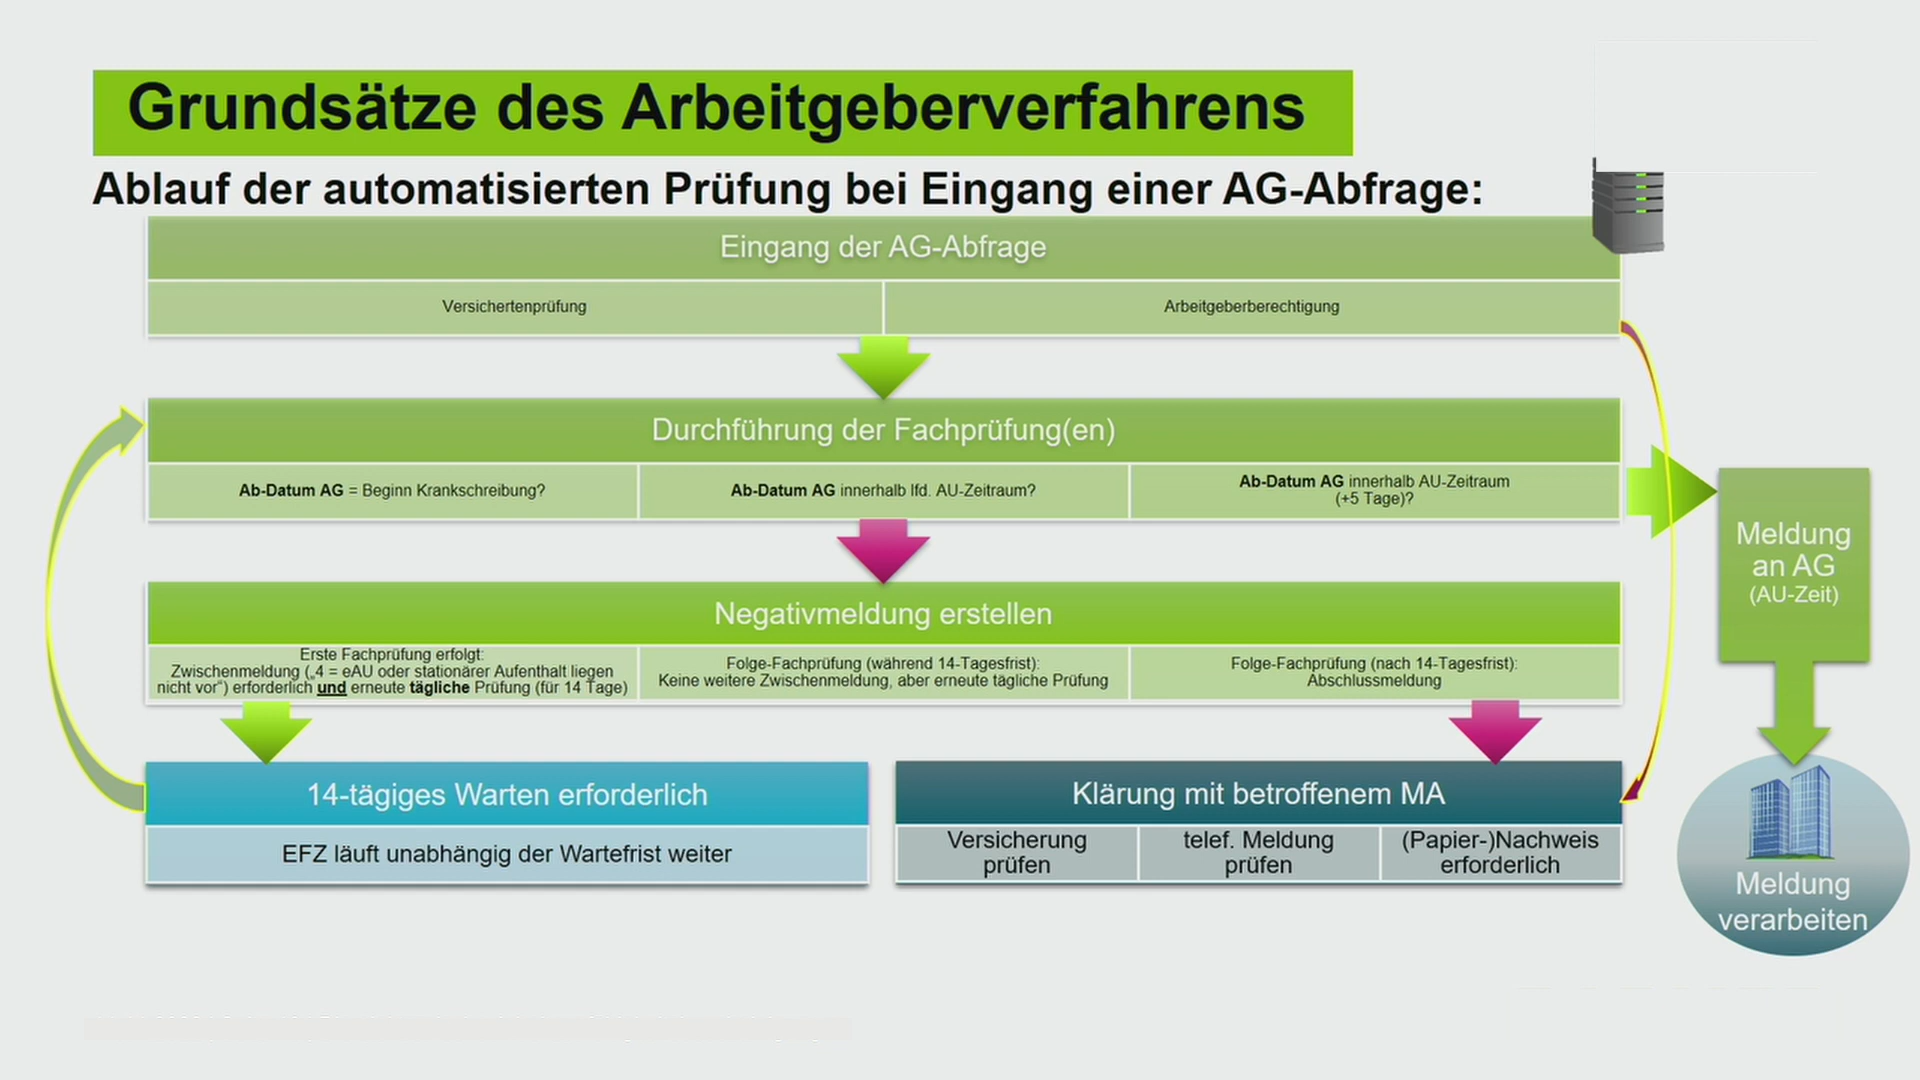 Grundsätze des Arbeitgeberverfahrens
Ablauf der automatisierten Prüfung bei Eingang einer AG-Abfrage:
Eingang der AG-Abfrage
Versichertenprüfung
Arbeitgeberberechtigung
Durchführung der Fachprüfung(en)
Ab-Datum AG = Beginn Krankschreibung?
Ab-Datum AG innerhalb lfd. AU-Zeitraum?
Ab-Datum AG innerhalb AU-Zeitraum
(+5 Tage)?
Meldung
an AG
(AU-Zeit)
Negativmeldung erstellen
Erste Fachprüfung erfolgt:
Zwischenmeldung („4 = eAU oder stationärer Aufenthalt liegen
nicht vor“) erforderlich und erneute tägliche Prüfung (für 14 Tage)
Folge-Fachprüfung (während 14-Tagesfrist):
Keine weitere Zwischenmeldung, aber erneute tägliche Prüfung
Folge-Fachprüfung (nach 14-Tagesfrist):
Abschlussmeldung
14-tägiges Warten erforderlich
EFZ läuft unabhängig der Wartefrist weiter
Klärung mit betroffenem MA
Versicherung
prüfen
telef. Meldung
prüfen
(Papier-)Nachweis
erforderlich
Meldung
verarbeiten